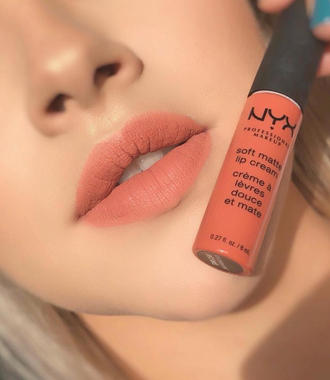 NYX
PROFESSIONAL
MAKEUP
soft matte
lip cream
crème à
lèvres
douce
et mate
0.27 fl. oz. / 8 mL